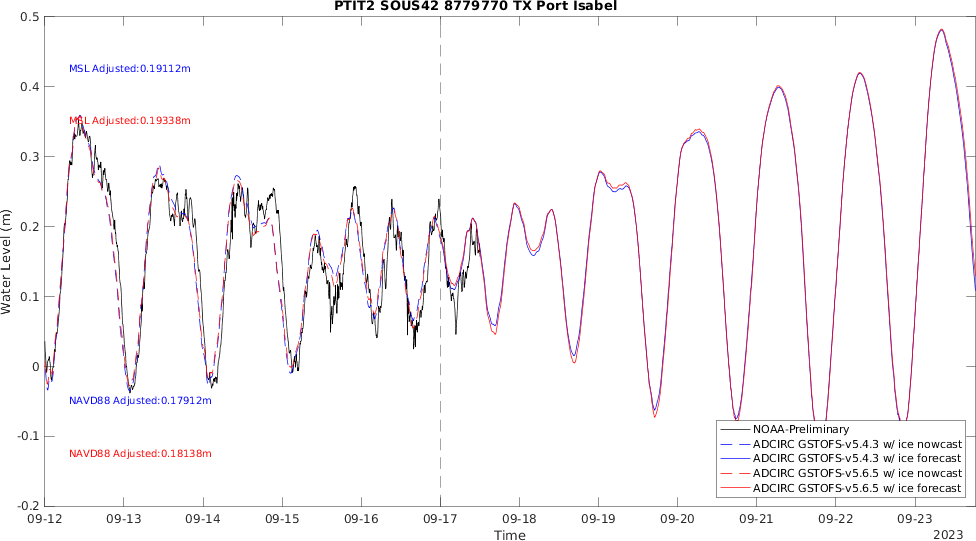 PTIT2 SOUS42 8779770 TX Port Isabel
0.5
0.4
0.3
0.2
0.1
0
-0.1
-0.2
Water Level (m)
MSL Adjusted:0.19112m
MSL Adjusted:0.19338m
NAVD88 Adjusted:0.17912m
NAVD88 Adjusted:0.18138m
NOAA-Preliminary
ADCIRC GSTOFS-v5.4.3 w/ ice nowcast
ADCIRC GSTOFS-v5.4.3 w/ ice forecast
ADCIRC GSTOFS-v5.6.5 w/ ice nowcast
ADCIRC GSTOFS-v5.6.5 w/ ice forecast
09-12 09-13 09-14 09-15 09-16 09-17 09-18 09-19 09-20 09-21 09-22 09-23
Time
2023